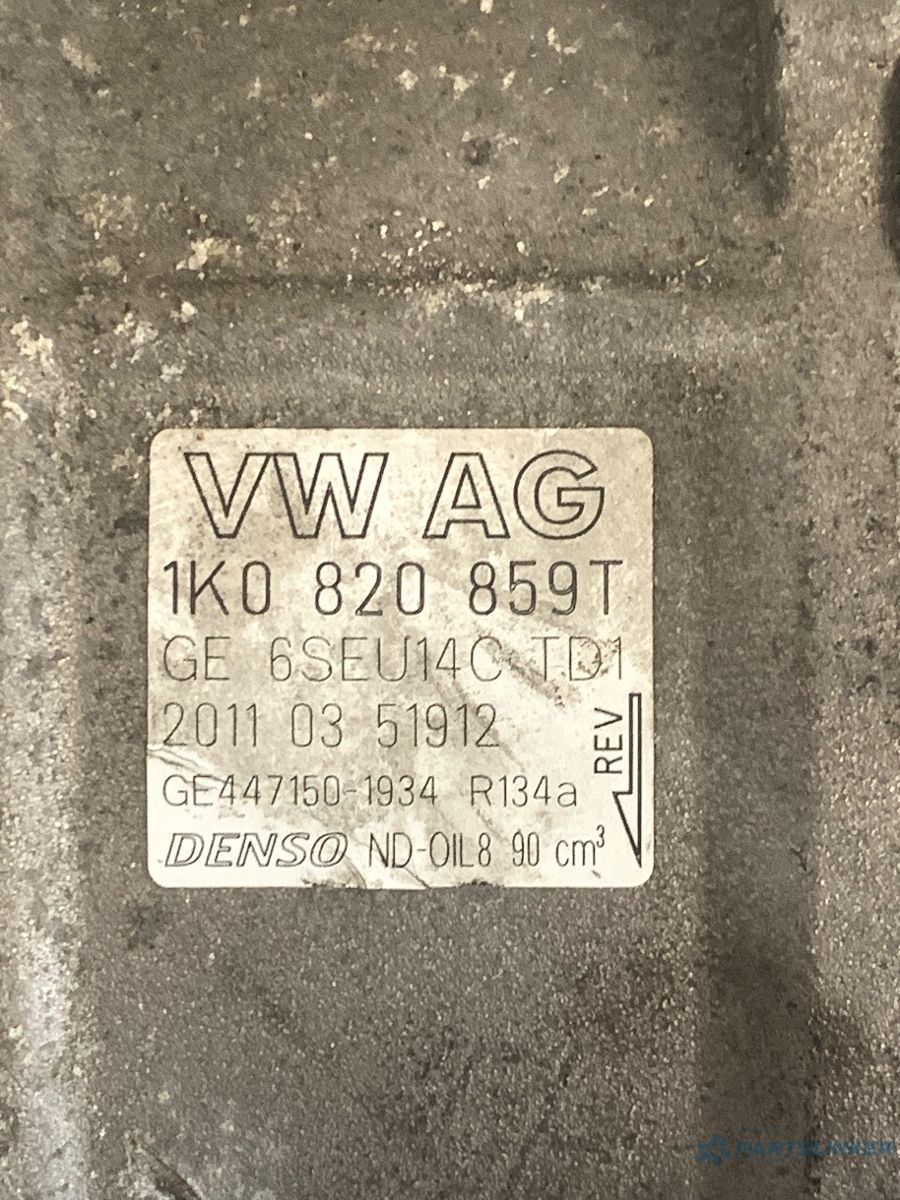 VW AG
1K0 820 859T
GE 6SEU14C TD1
2011 03 51912
REV
GE447150-1934 R134a
DENSO ND-OIL8 90 cm³
PARTSLINKER